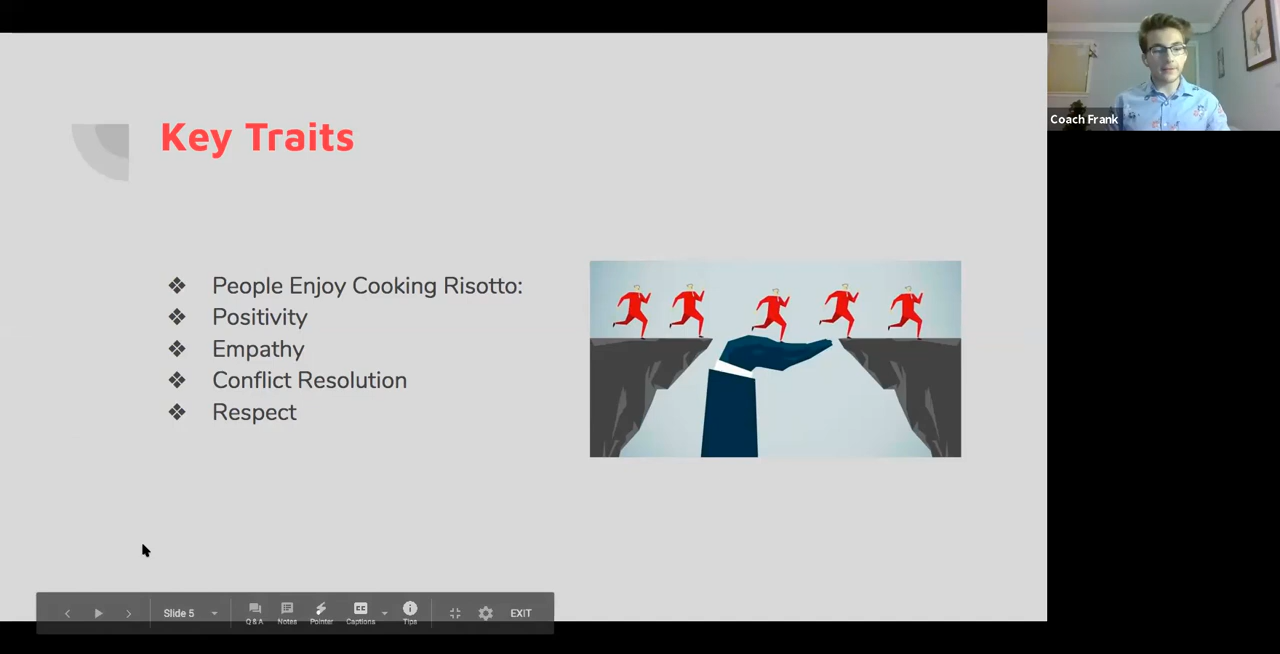 Coach Frank
Key Traits
❖ People Enjoy Cooking Risotto:
❖ Positivity
❖ Empathy
❖ Conflict Resolution
❖ Respect
Slide 5
Q & A
Notes
Pointer
CC
Captions
Tips
EXIT